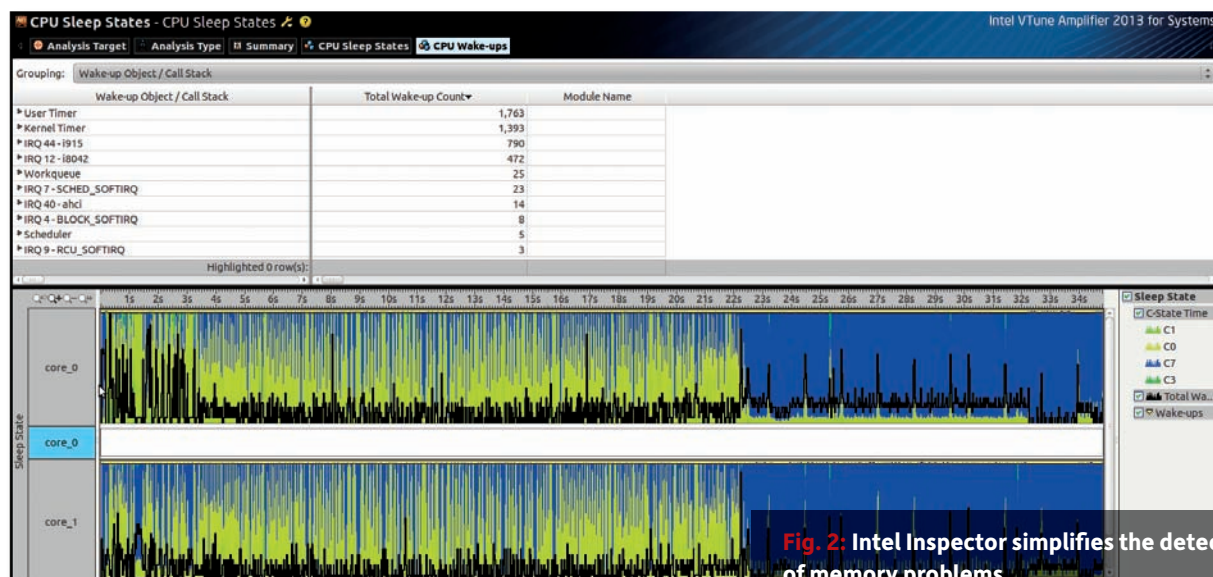 CPU Sleep States - CPU Sleep States
Intel VTune Amplifier 2013 for Systems
Analysis Target Analysis Type Summary CPU Sleep States CPU Wake-ups
Grouping: Wake-up Object / Call Stack
Wake-up Object / Call Stack Total Wake-up Count Module Name
User Timer 1,763
Kernel Timer 1,393
IRQ 44 - i915 790
IRQ 12 - i8042 472
Workqueue 25
IRQ 7 - SCHED_SOFTIRQ 23
IRQ 40 - ahci 14
IRQ 4 - BLOCK_SOFTIRQ 8
Scheduler 5
IRQ 9 - RCU_SOFTIRQ 3
Highlighted 0 row(s):
1s 2s 3s 4s 5s 6s 7s 8s 9s 10s 11s 12s 13s 14s 15s 16s 17s 18s 19s 20s 21s 22s 23s 24s 25s 26s 27s 28s 29s 30s 31s 32s 33s 34s
Sleep State
C-State Time
C1
C0
C7
C3
Total Wa...
Wake-ups
Sleep State
core_0
core_0
core_1
Fig. 2: Intel Inspector simplifies the detec
of memory problems